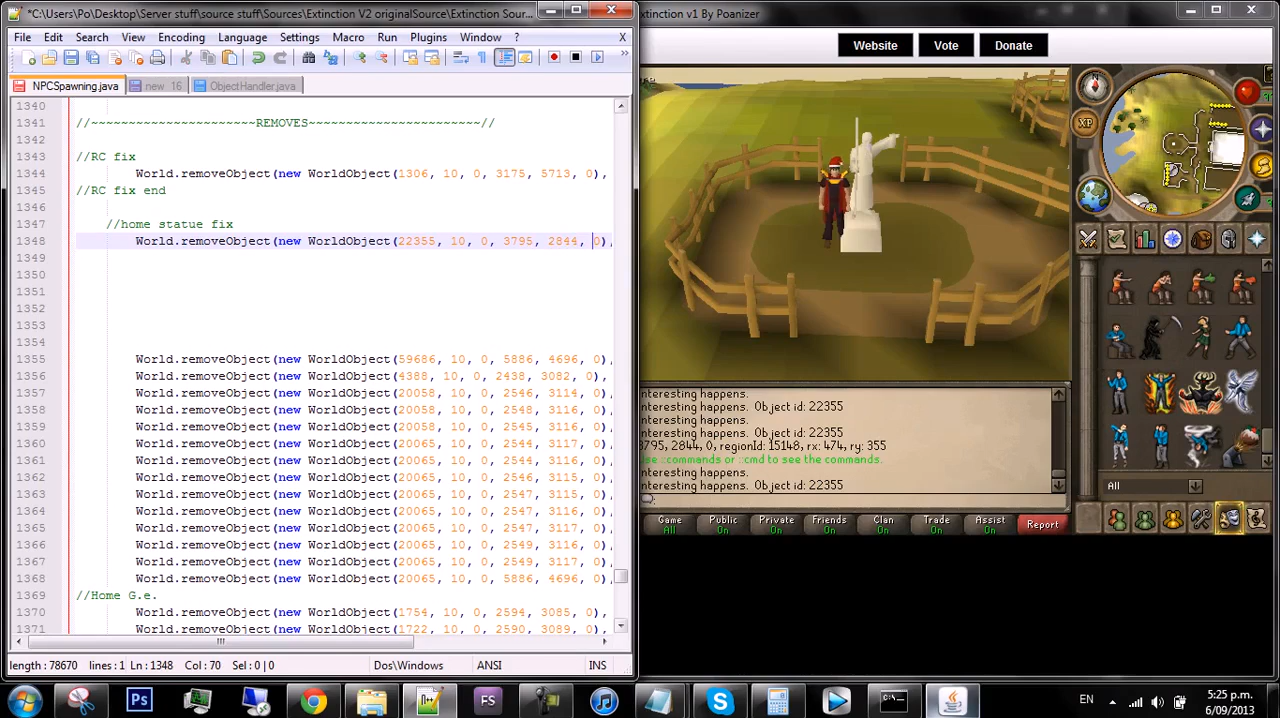 *C:\Users\Po\Desktop\Server stuff\source stuff\Sources\Extinction V2 originalSource\Extinction Sour...
File Edit Search View Encoding Language Settings Macro Run Plugins Window ? X
NPCSpawning.java new 16 ObjectHandler.java
1340
1341 //~~~~~~~~~~~~~~~~~~~~~~REMOVES~~~~~~~~~~~~~~~~~~~~~~~//
1342
1343 //RC fix
1344 World.removeObject(new WorldObject(1306, 10, 0, 3175, 5713, 0),
1345 //RC fix end
1346
1347 //home statue fix
1348 World.removeObject(new WorldObject(22355, 10, 0, 3795, 2844, 0),
1349
1350
1351
1352
1353
1354
1355 World.removeObject(new WorldObject(59686, 10, 0, 5886, 4696, 0),
1356 World.removeObject(new WorldObject(4388, 10, 0, 2438, 3082, 0),
1357 World.removeObject(new WorldObject(20058, 10, 0, 2546, 3114, 0),
1358 World.removeObject(new WorldObject(20058, 10, 0, 2548, 3116, 0),
1359 World.removeObject(new WorldObject(20058, 10, 0, 2545, 3116, 0),
1360 World.removeObject(new WorldObject(20065, 10, 0, 2544, 3117, 0),
1361 World.removeObject(new WorldObject(20065, 10, 0, 2544, 3116, 0),
1362 World.removeObject(new WorldObject(20065, 10, 0, 2546, 3115, 0),
1363 World.removeObject(new WorldObject(20065, 10, 0, 2547, 3115, 0),
1364 World.removeObject(new WorldObject(20065, 10, 0, 2547, 3117, 0),
1365 World.removeObject(new WorldObject(20065, 10, 0, 2547, 3117, 0),
1366 World.removeObject(new WorldObject(20065, 10, 0, 2549, 3116, 0),
1367 World.removeObject(new WorldObject(20065, 10, 0, 2549, 3117, 0),
1368 World.removeObject(new WorldObject(20065, 10, 0, 5886, 4696, 0),
1369 //Home G.e.
1370 World.removeObject(new WorldObject(1754, 10, 0, 2594, 3085, 0),
1371 World.removeObject(new WorldObject(1722, 10, 0, 2590, 3089, 0),
length : 78670 lines : 1 Ln : 1348 Col : 70 Sel : 0 | 0 Dos\Windows ANSI INS
xtinction v1 By Poanizer
Website Vote Donate
N
XP
nteresting happens.
nteresting happens. Object id: 22355
nteresting happens.
nteresting happens. Object id: 22355
3795, 2844, 0, regionId: 15148, rx: 474, ry: 355
se ::commands or ::cmd to see the commands.
nteresting happens.
nteresting happens. Object id: 22355
All
Game Public Private Friends Clan Trade Assist Report
All On On On On On On
Ps
FS
EN
5:25 p.m.
6/09/2013